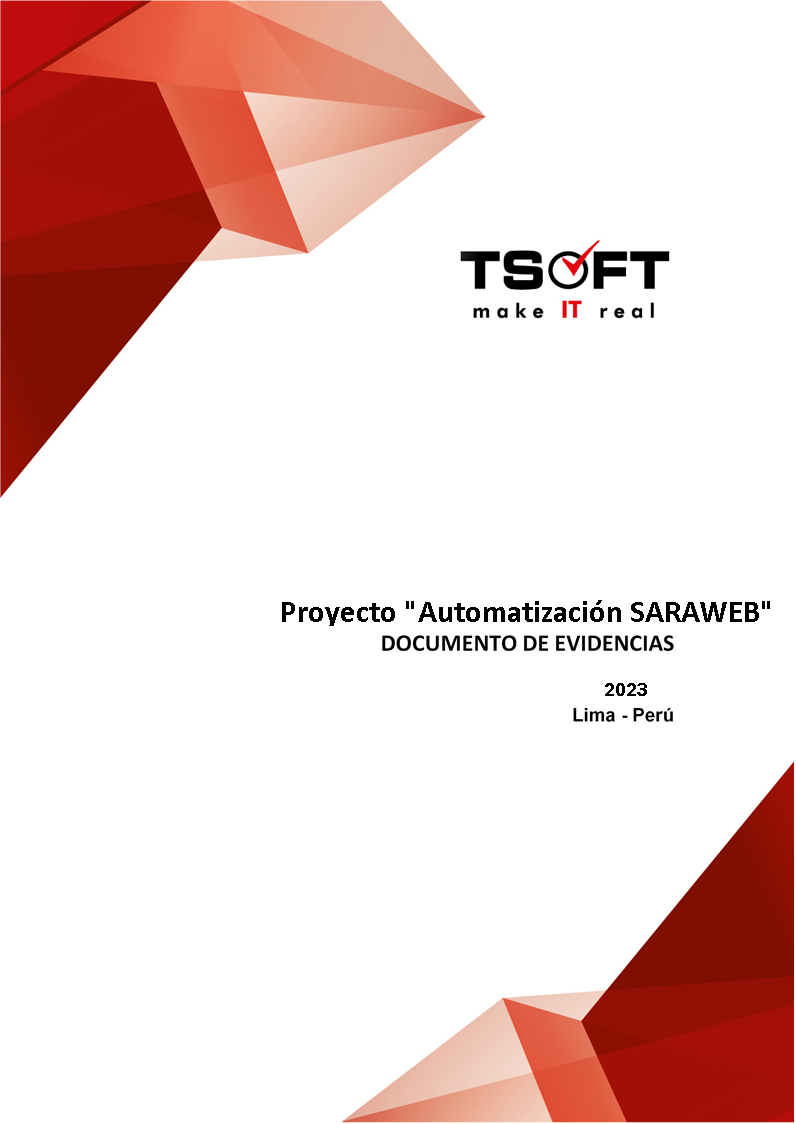 TSOFT
make IT real
Proyecto "Automatización SARAWEB"
DOCUMENTO DE EVIDENCIAS
2023
Lima - Perú